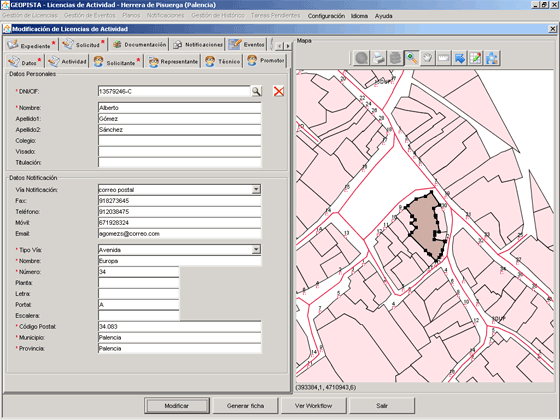 GEOPISTA - Licencias de Actividad - Herrera de Pisuerga (Palencia)
Gestión de Licencias Gestión de Eventos Planos Notificaciones Gestión de Histórico Tareas Pendientes Configuración Idioma Ayuda
Modificación de Licencias de Actividad
Expediente Solicitud Documentación Notificaciones Eventos
Datos Actividad Solicitante Representante Técnico Promotor
Mapa
Datos Personales
* DNI/CIF: 13579246-C
* Nombre: Alberto
Apellido1: Gómez
Apellido2: Sánchez
Colegio:
Visado:
Titulación:
Datos Notificación
Vía Notificación: correo postal
Fax: 918273645
Teléfono: 912038475
Móvil: 671928324
Email: agomezs@correo.com
* Tipo Vía: Avenida
* Nombre: Europa
* Número: 34
Planta:
Letra:
Portal: A
Escalera:
* Código Postal: 34.083
* Municipio: Palencia
* Provincia: Palencia
(393384,1, 4710943,6)
Modificar Generar ficha Ver Workflow Salir